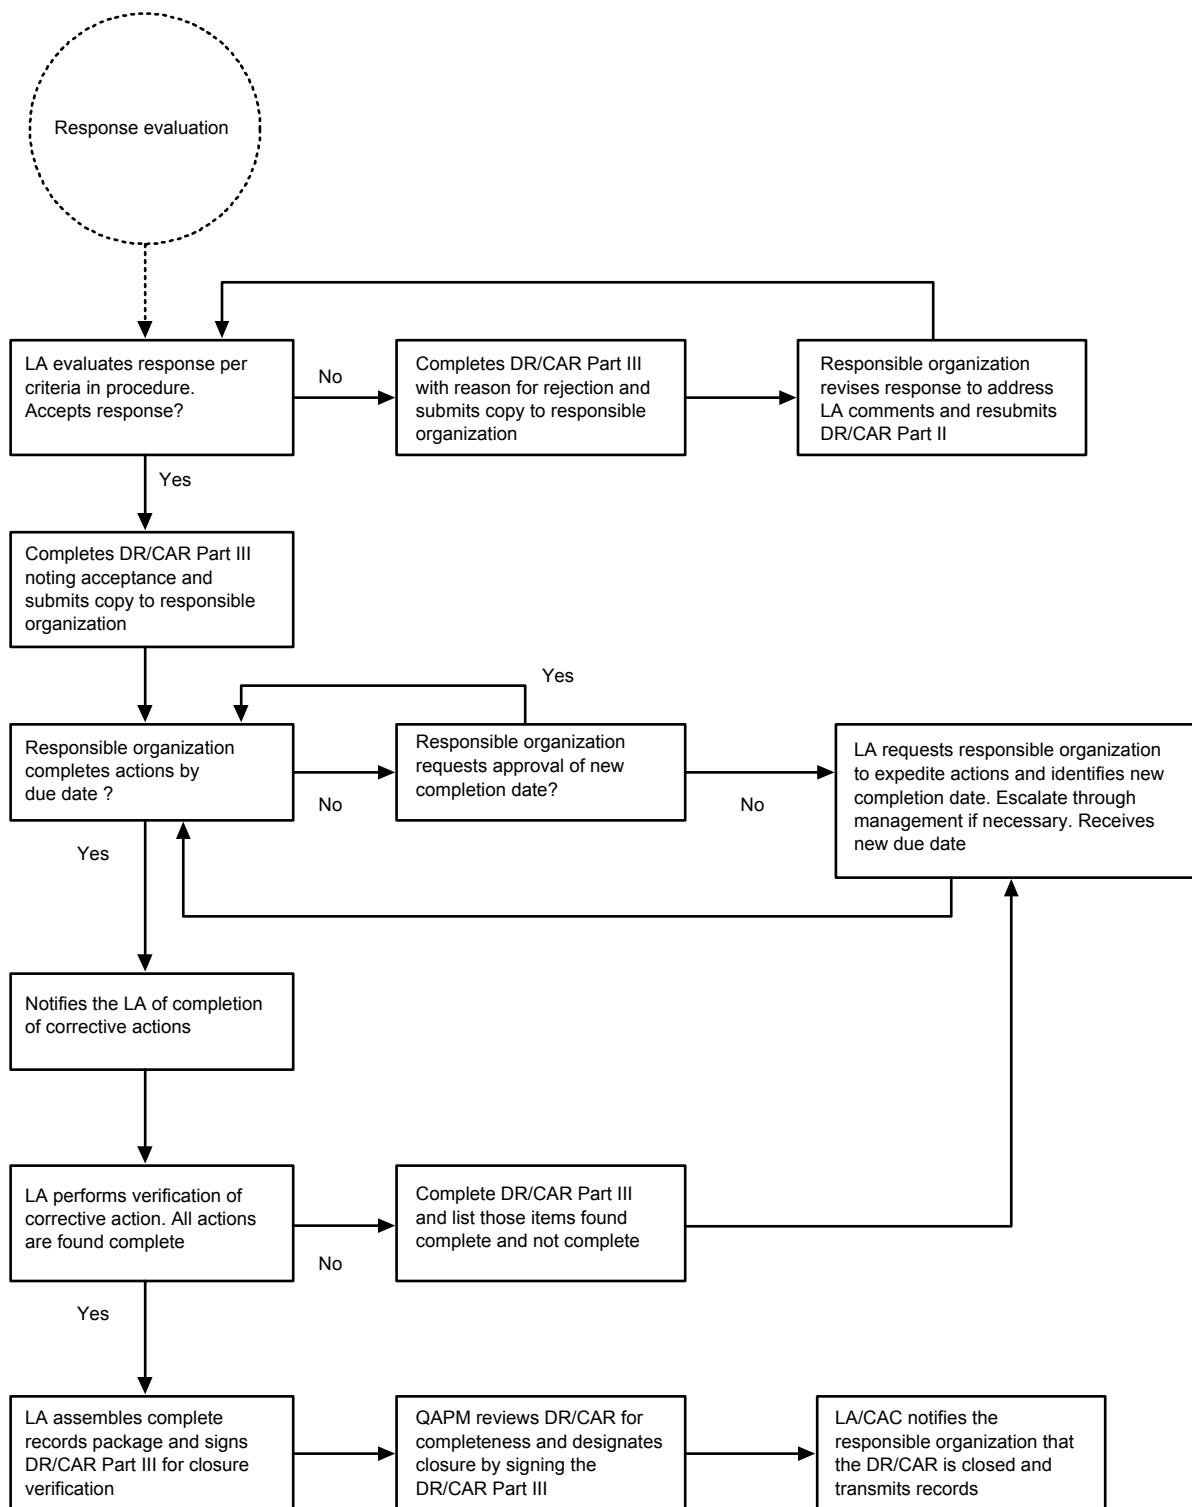 Response evaluation
LA evaluates response per
criteria in procedure.
Accepts response?
No
Completes DR/CAR Part III
with reason for rejection and
submits copy to responsible
organization
Responsible organization
revises response to address
LA comments and resubmits
DR/CAR Part II
Yes
Completes DR/CAR Part III
noting acceptance and
submits copy to responsible
organization
Yes
Responsible organization
completes actions by
due date ?
No
Responsible organization
requests approval of new
completion date?
No
LA requests responsible organization
to expedite actions and identifies new
completion date. Escalate through
management if necessary. Receives
new due date
Yes
Notifies the LA of completion
of corrective actions
LA performs verification of
corrective action. All actions
are found complete
No
Complete DR/CAR Part III
and list those items found
complete and not complete
Yes
LA assembles complete
records package and signs
DR/CAR Part III for closure
verification
QAPM reviews DR/CAR for
completeness and designates
closure by signing the
DR/CAR Part III
LA/CAC notifies the
responsible organization that
the DR/CAR is closed and
transmits records